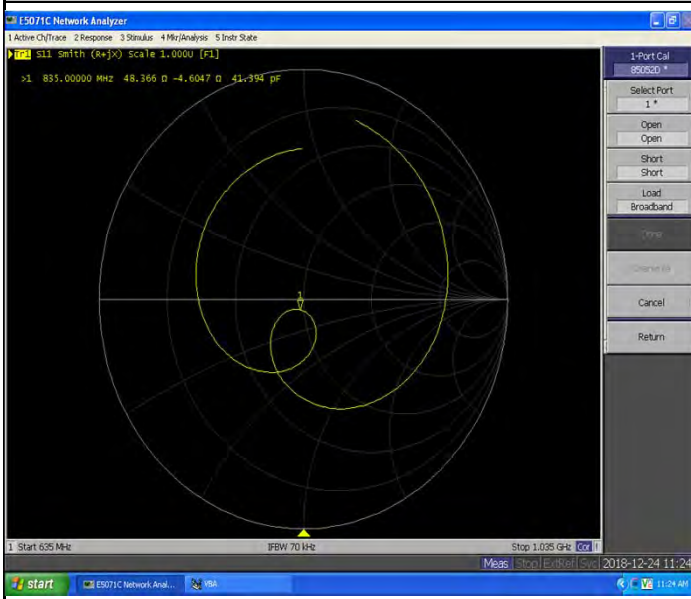 E5071C Network Analyzer
1 Active Ch/Trace 2 Response 3 Stimulus 4 Mkr/Analysis 5 Instr State
Tr1 S11 Smith (R+jX) Scale 1.000U [F1]
>1 835.00000 MHz 48.366 Ω -4.6047 Ω 41.394 pF
1
1-Port Cal
85052D *
Select Port
1 *
Open
Open
Short
Short
Load
Broadband
Done
Cancel
Return
1 Start 635 MHz IFBW 70 kHz Stop 1.035 GHz Cor !
Meas Stop ExtRef Svc 2018-12-24 11:24
start E5071C Network Anal... VBA 11:24 AM